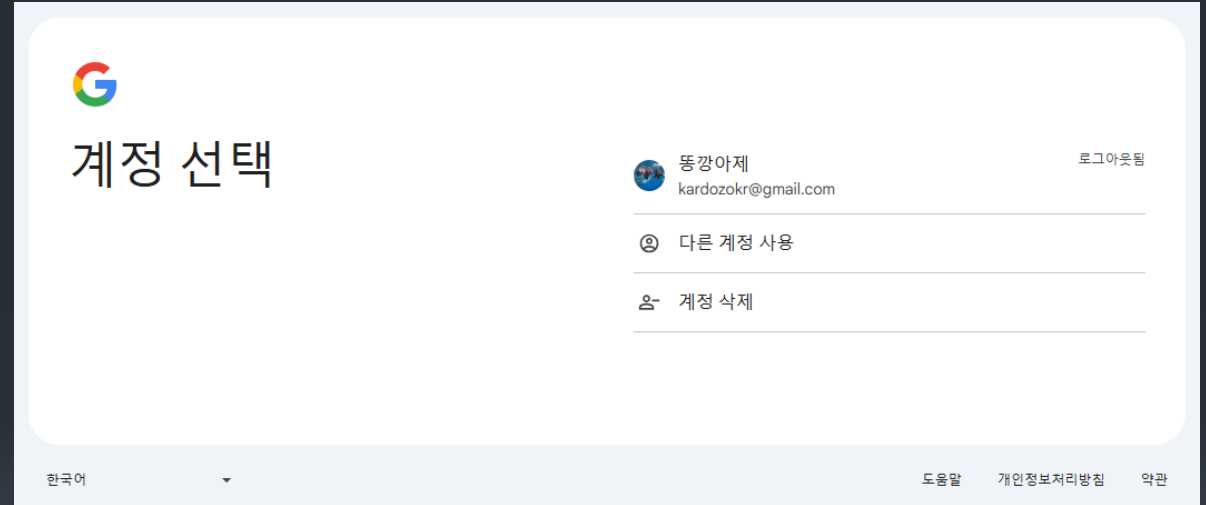 계정 선택
똥깡아제
kardozokr@gmail.com
로그아웃됨
다른 계정 사용
계정 삭제
한국어
도움말 개인정보처리방침 약관